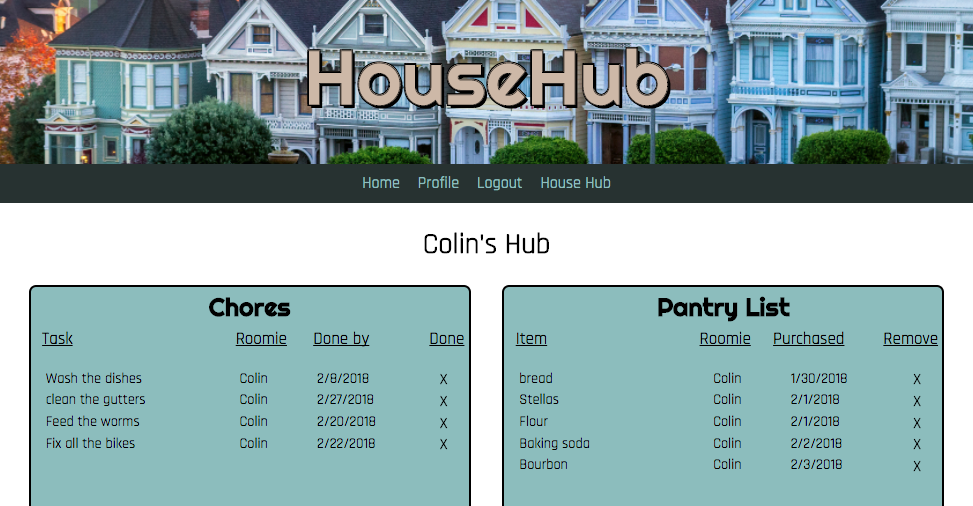 HouseHub
Home Profile Logout House Hub
Colin's Hub
Chores
Task Roomie Done by Done
Wash the dishes Colin 2/8/2018 X
clean the gutters Colin 2/27/2018 X
Feed the worms Colin 2/20/2018 X
Fix all the bikes Colin 2/22/2018 X
Pantry List
Item Roomie Purchased Remove
bread Colin 1/30/2018 X
Stellas Colin 2/1/2018 X
Flour Colin 2/1/2018 X
Baking soda Colin 2/2/2018 X
Bourbon Colin 2/3/2018 X